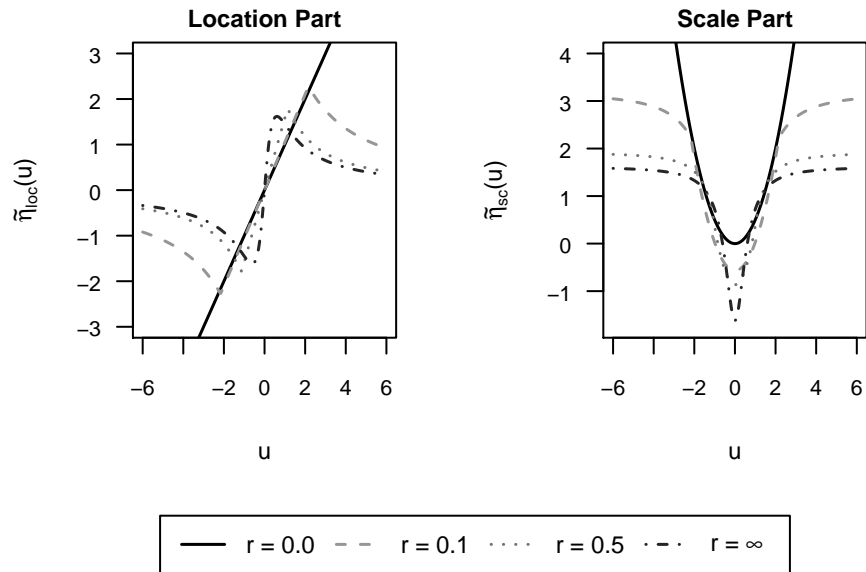 Location Part
3
2
1
0
−1
−2
−3
η̃loc(u)
−6 −2 0 2 4 6
u
Scale Part
4
3
2
1
0
−1
η̃sc(u)
−6 −2 0 2 4 6
u
r = 0.0 r = 0.1 r = 0.5 r = ∞